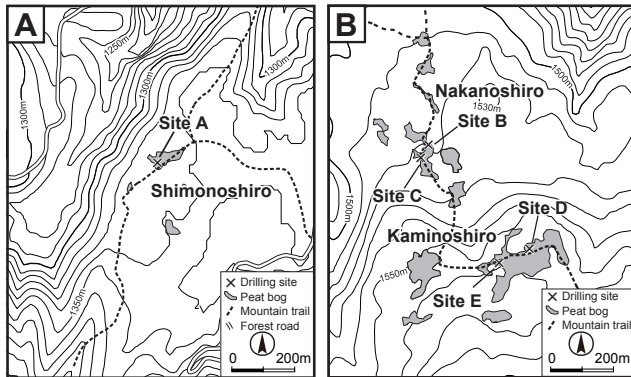 A
1250m
1300m
1300m
1300m
Site A
Shimonoshiro
1350m
Drilling site
Peat bog
Mountain trail
Forest road
0 200m
B
1500m
Nakanoshiro
1530m
Site B
Site C
1500m
Site D
Kaminoshiro
1550m
Site E
Drilling site
Peat bog
Mountain trail
0 200m